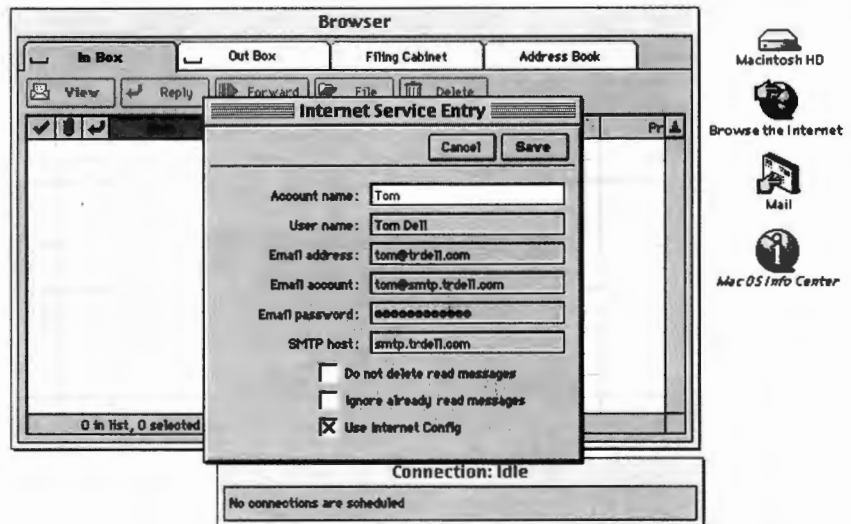 Browser
In Box
Out Box
Filing Cabinet
Address Book
View
Reply
Forward
File
Delete
Pr
Internet Service Entry
Cancel
Save
Account name: Tom
User name: Tom Dell
Email address: tom@trdell.com
Email account: tom@smtp.trdell.com
Email password: ●●●●●●●●●●●●
SMTP host: smtp.trdell.com
Do not delete read messages
Ignore already read messages
Use Internet Config
0 in list, 0 selected
Connection: Idle
No connections are scheduled
Macintosh HD
Browse the Internet
Mail
Mac OS Info Center